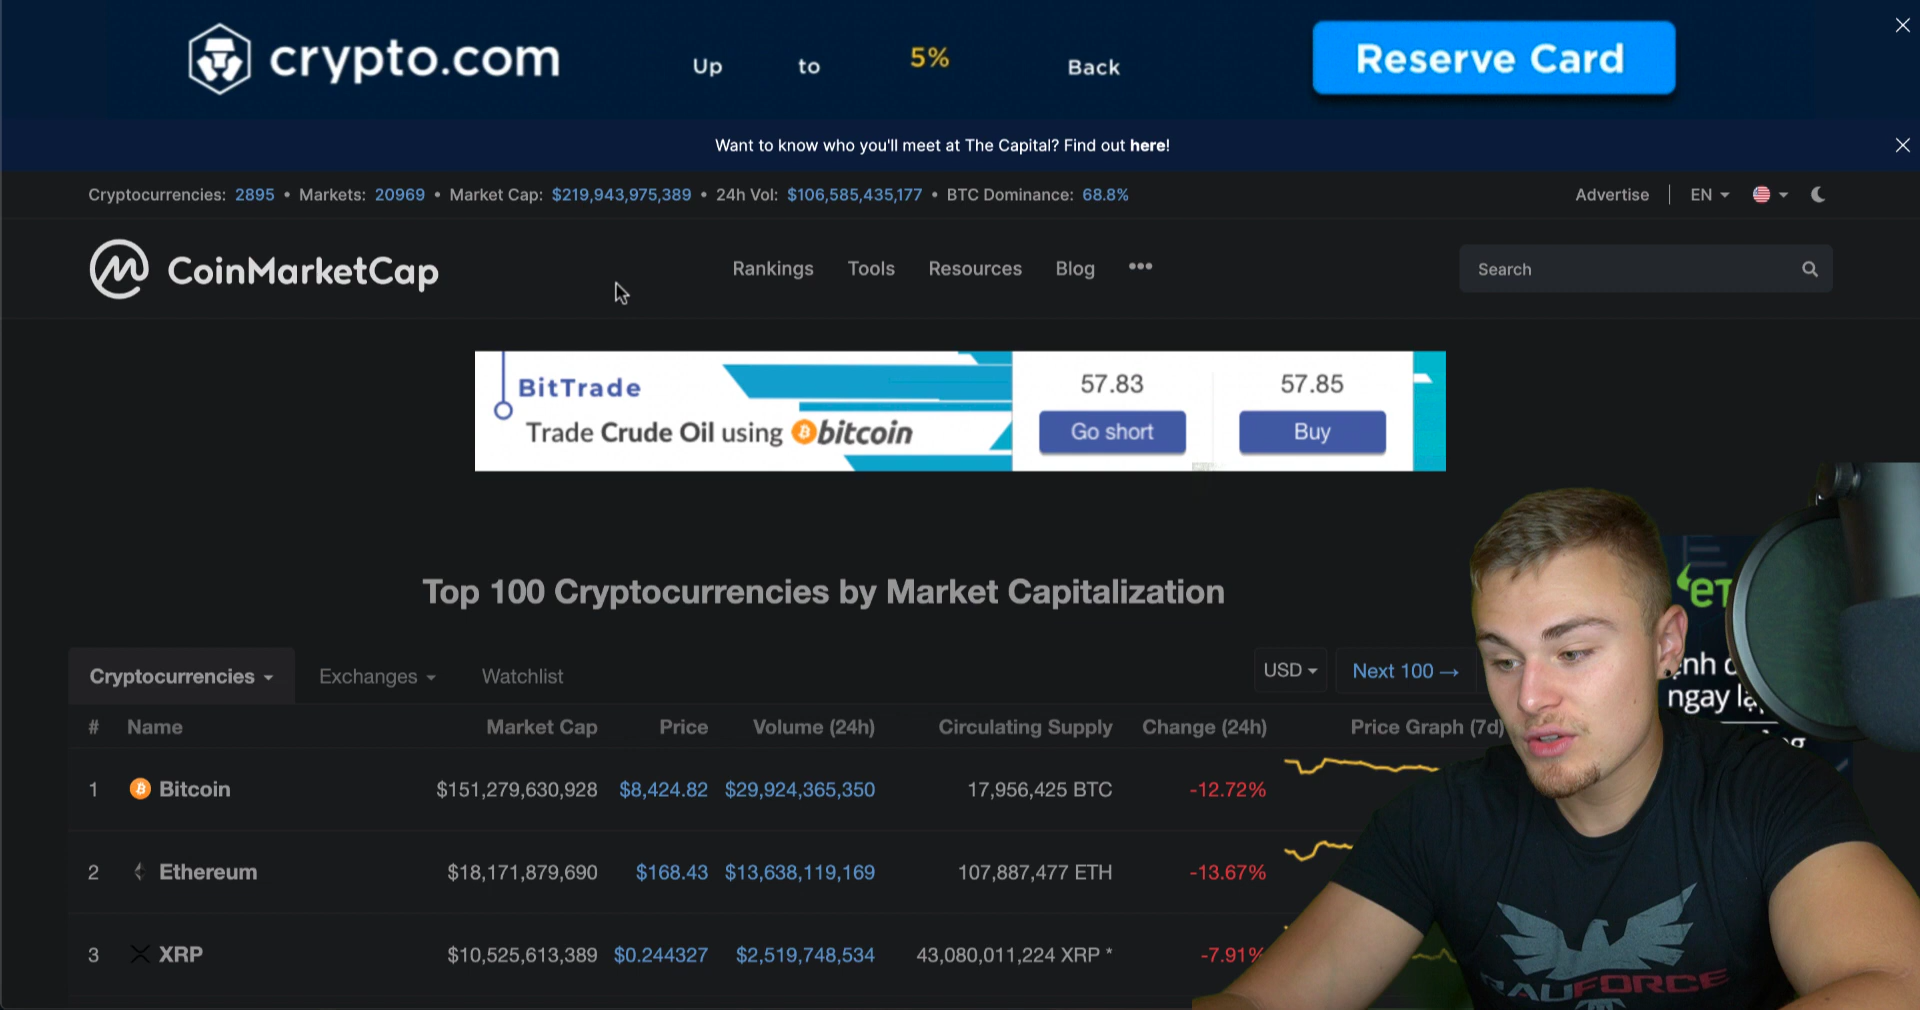 crypto.com Up to 5% Back Reserve Card
Want to know who you'll meet at The Capital? Find out here!
Cryptocurrencies: 2895 • Markets: 20969 • Market Cap: $219,943,975,389 • 24h Vol: $106,585,435,177 • BTC Dominance: 68.8% Advertise EN
CoinMarketCap Rankings Tools Resources Blog ••• Search
BitTrade 57.83 57.85
Trade Crude Oil using bitcoin Go short Buy
Top 100 Cryptocurrencies by Market Capitalization
Cryptocurrencies Exchanges Watchlist USD Next 100 →
# Name Market Cap Price Volume (24h) Circulating Supply Change (24h) Price Graph (7d)
1 Bitcoin $151,279,630,928 $8,424.82 $29,924,365,350 17,956,425 BTC -12.72%
2 Ethereum $18,171,879,690 $168.43 $13,638,119,169 107,887,477 ETH -13.67%
3 XRP $10,525,613,389 $0.244327 $2,519,748,534 43,080,011,224 XRP * -7.91%
ngay
FORCE